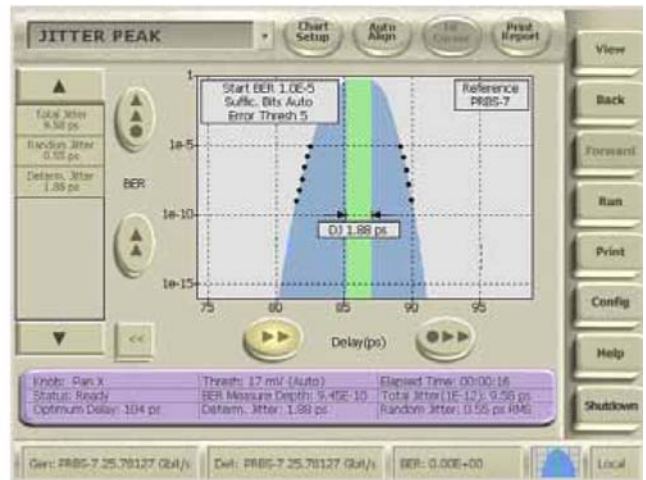 JITTER PEAK
Chart Setup
Auto Align
Print Report
View
Back
Forward
Run
Print
Config
Help
Shutdown
Total Jitter
9.58 ps
Random Jitter
0.55 ps
Determ. Jitter
1.88 ps
BER
<<
Start BER 1.0E-5
Suffic. Bits Auto
Error Thresh 5
Reference
PRBS-7
1
1e-5
1e-10
1e-15
DJ 1.88 ps
75 80 85 90 95
Delay(ps)
Knob: Pan X
Status: Ready
Optimum Delay: 104 ps
Thresh: 17 mV (Auto)
BER Measure Depth: 9.45E-10
Determ. Jitter: 1.88 ps
Elapsed Time: 00:00:16
Total Jitter(1E-12): 9.58 ps
Random Jitter: 0.55 ps RMS
Gen: PRBS-7 25.78127 Gbit/s
Det: PRBS-7 25.78127 Gbit/s
BER: 0.00E+00
Local